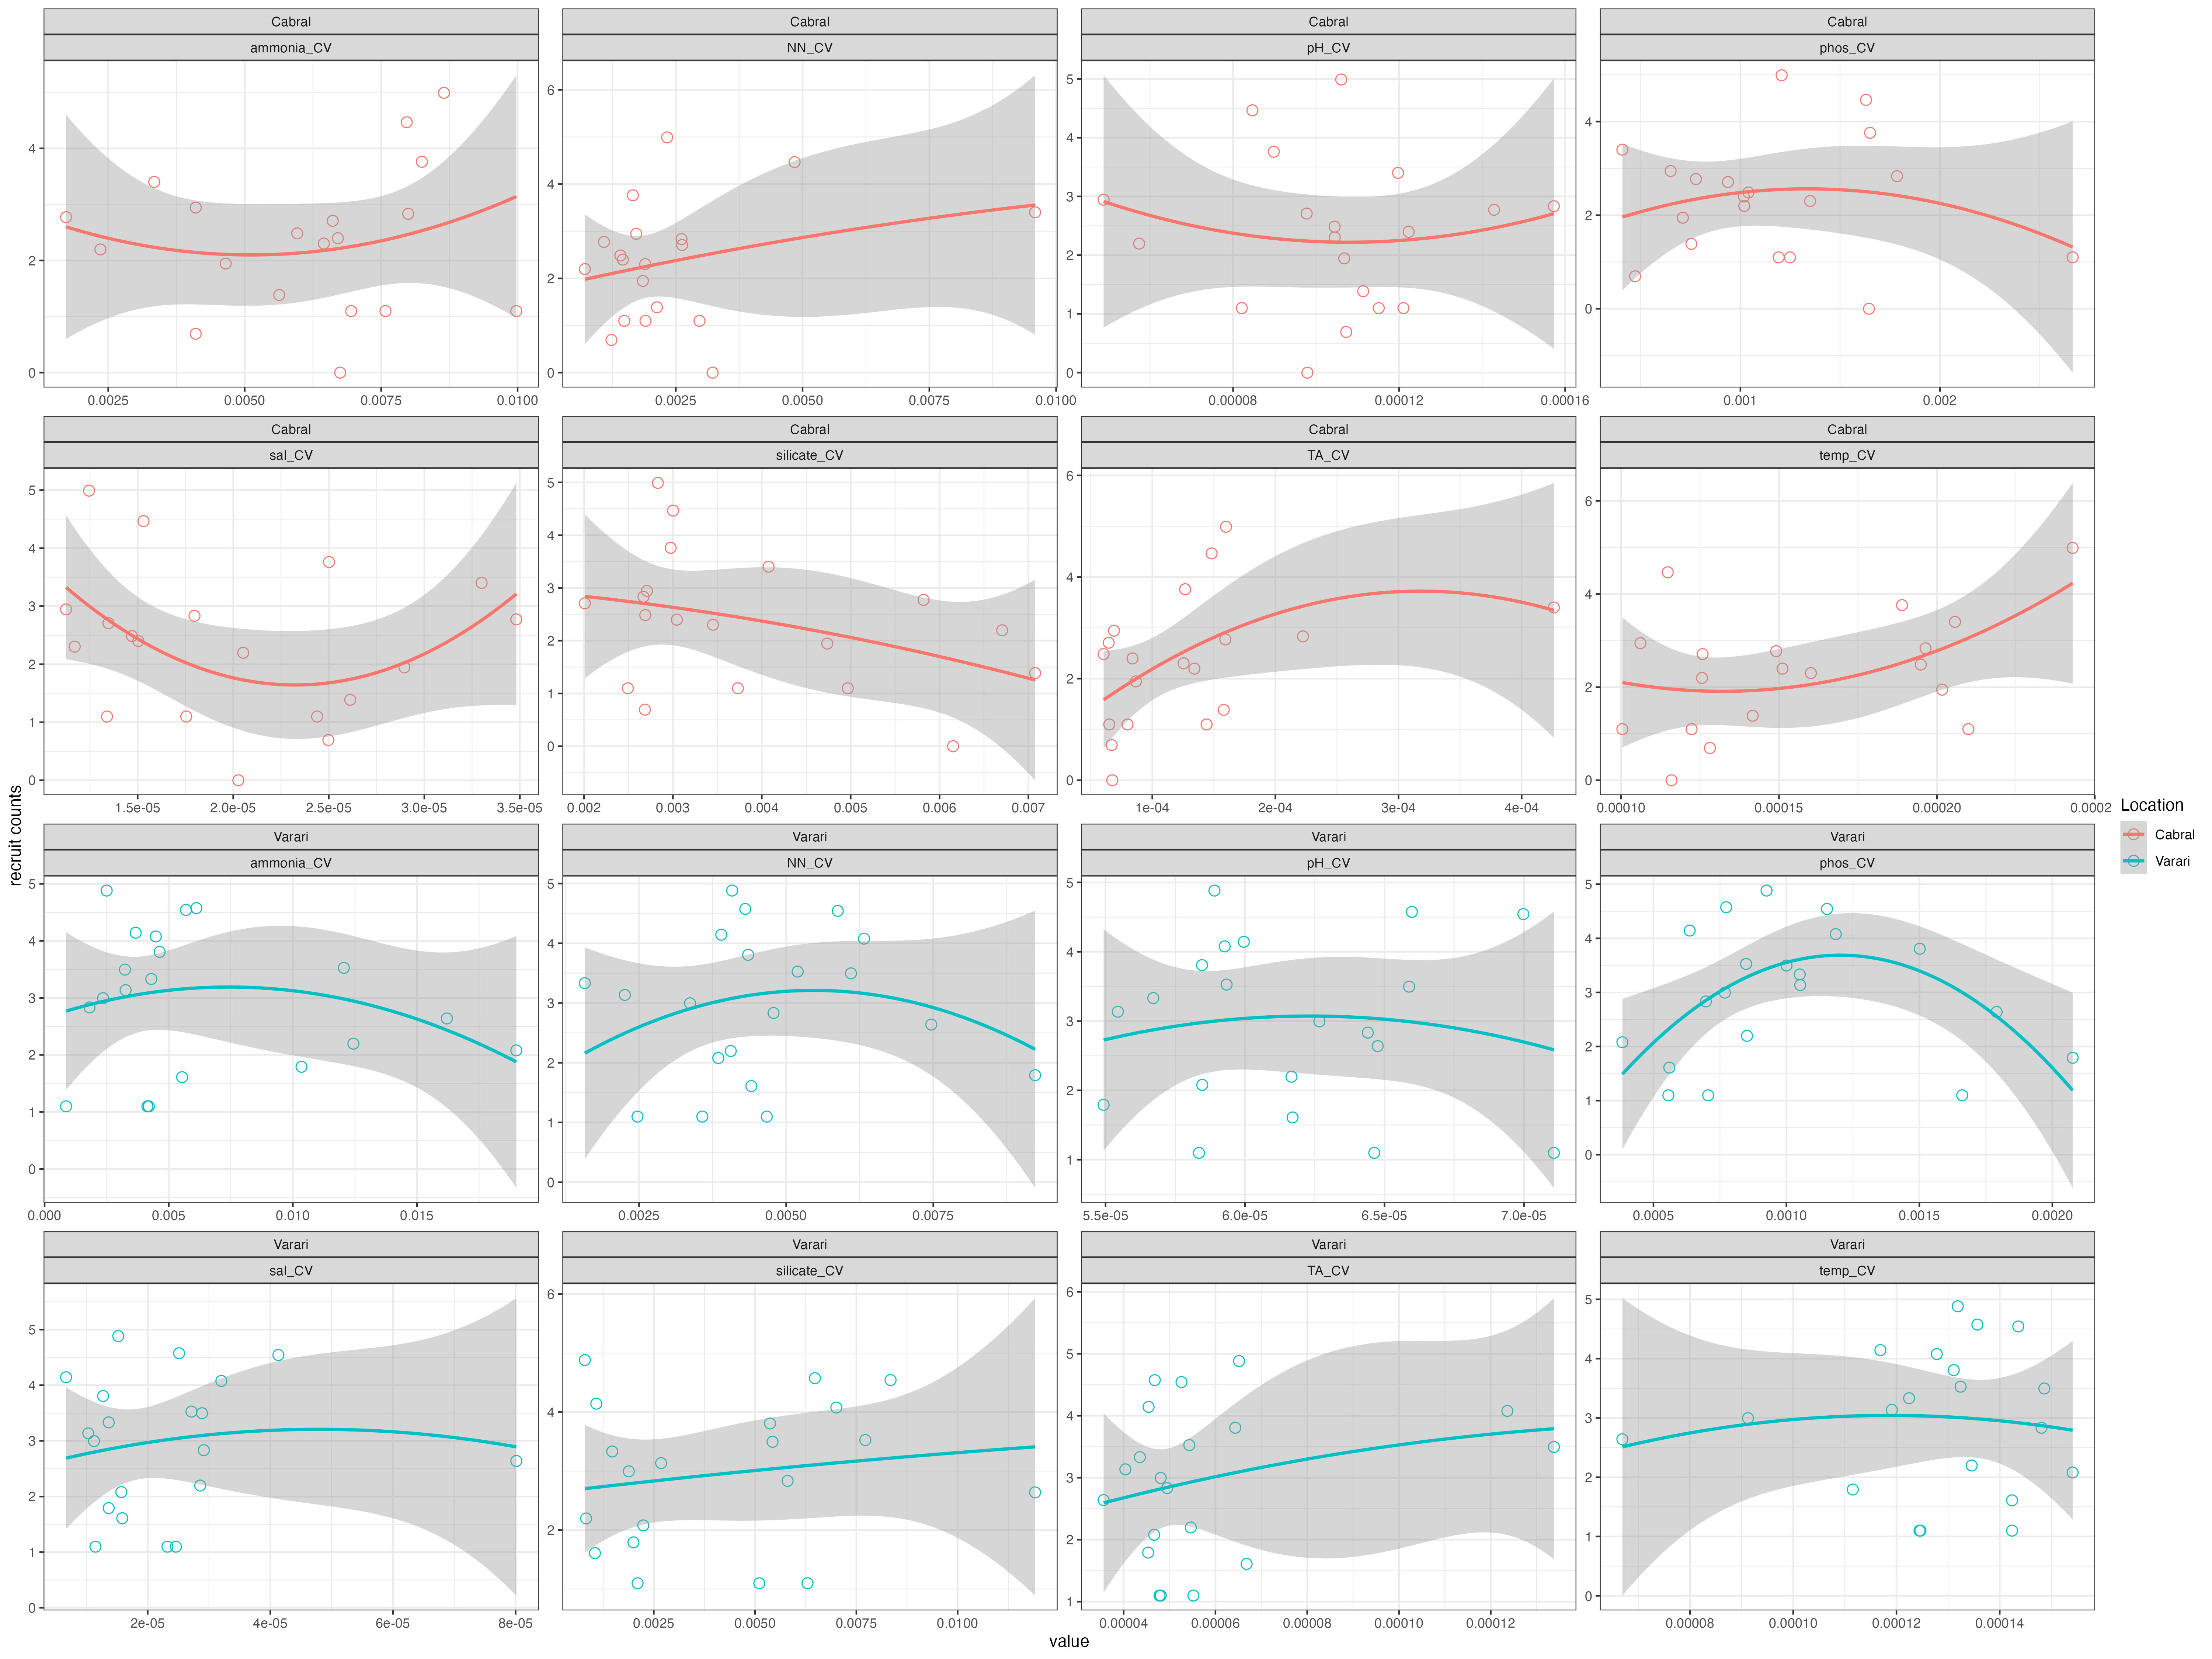 Cabral Cabral Cabral Cabral
ammonia_CV NN_CV pH_CV phos_CV
4
2
0
6
4
2
0
5
4
3
2
1
0
4
2
0
0.0025 0.0050 0.0075 0.0100
0.0025 0.0050 0.0075 0.0100
0.00008 0.00012 0.00016
0.001 0.002
Cabral Cabral Cabral Cabral
sal_CV silicate_CV TA_CV temp_CV
5
4
3
2
1
0
5
4
3
2
1
0
6
4
2
0
6
4
2
0
1.5e-05 2.0e-05 2.5e-05 3.0e-05 3.5e-05
0.002 0.003 0.004 0.005 0.006 0.007
1e-04 2e-04 3e-04 4e-04
0.00010 0.00015 0.00020 0.0002
recruit counts
Location
Cabral
Varari
Varari Varari Varari Varari
ammonia_CV NN_CV pH_CV phos_CV
5
4
3
2
1
0
5
4
3
2
1
0
5
4
3
2
1
5
4
3
2
1
0
0.000 0.005 0.010 0.015
0.0025 0.0050 0.0075
5.5e-05 6.0e-05 6.5e-05 7.0e-05
0.0005 0.0010 0.0015 0.0020
Varari Varari Varari Varari
sal_CV silicate_CV TA_CV temp_CV
5
4
3
2
1
0
6
4
2
6
5
4
3
2
1
5
4
3
2
1
0
2e-05 4e-05 6e-05 8e-05
0.0025 0.0050 0.0075 0.0100
0.00004 0.00006 0.00008 0.00010 0.00012
0.00008 0.00010 0.00012 0.00014
value